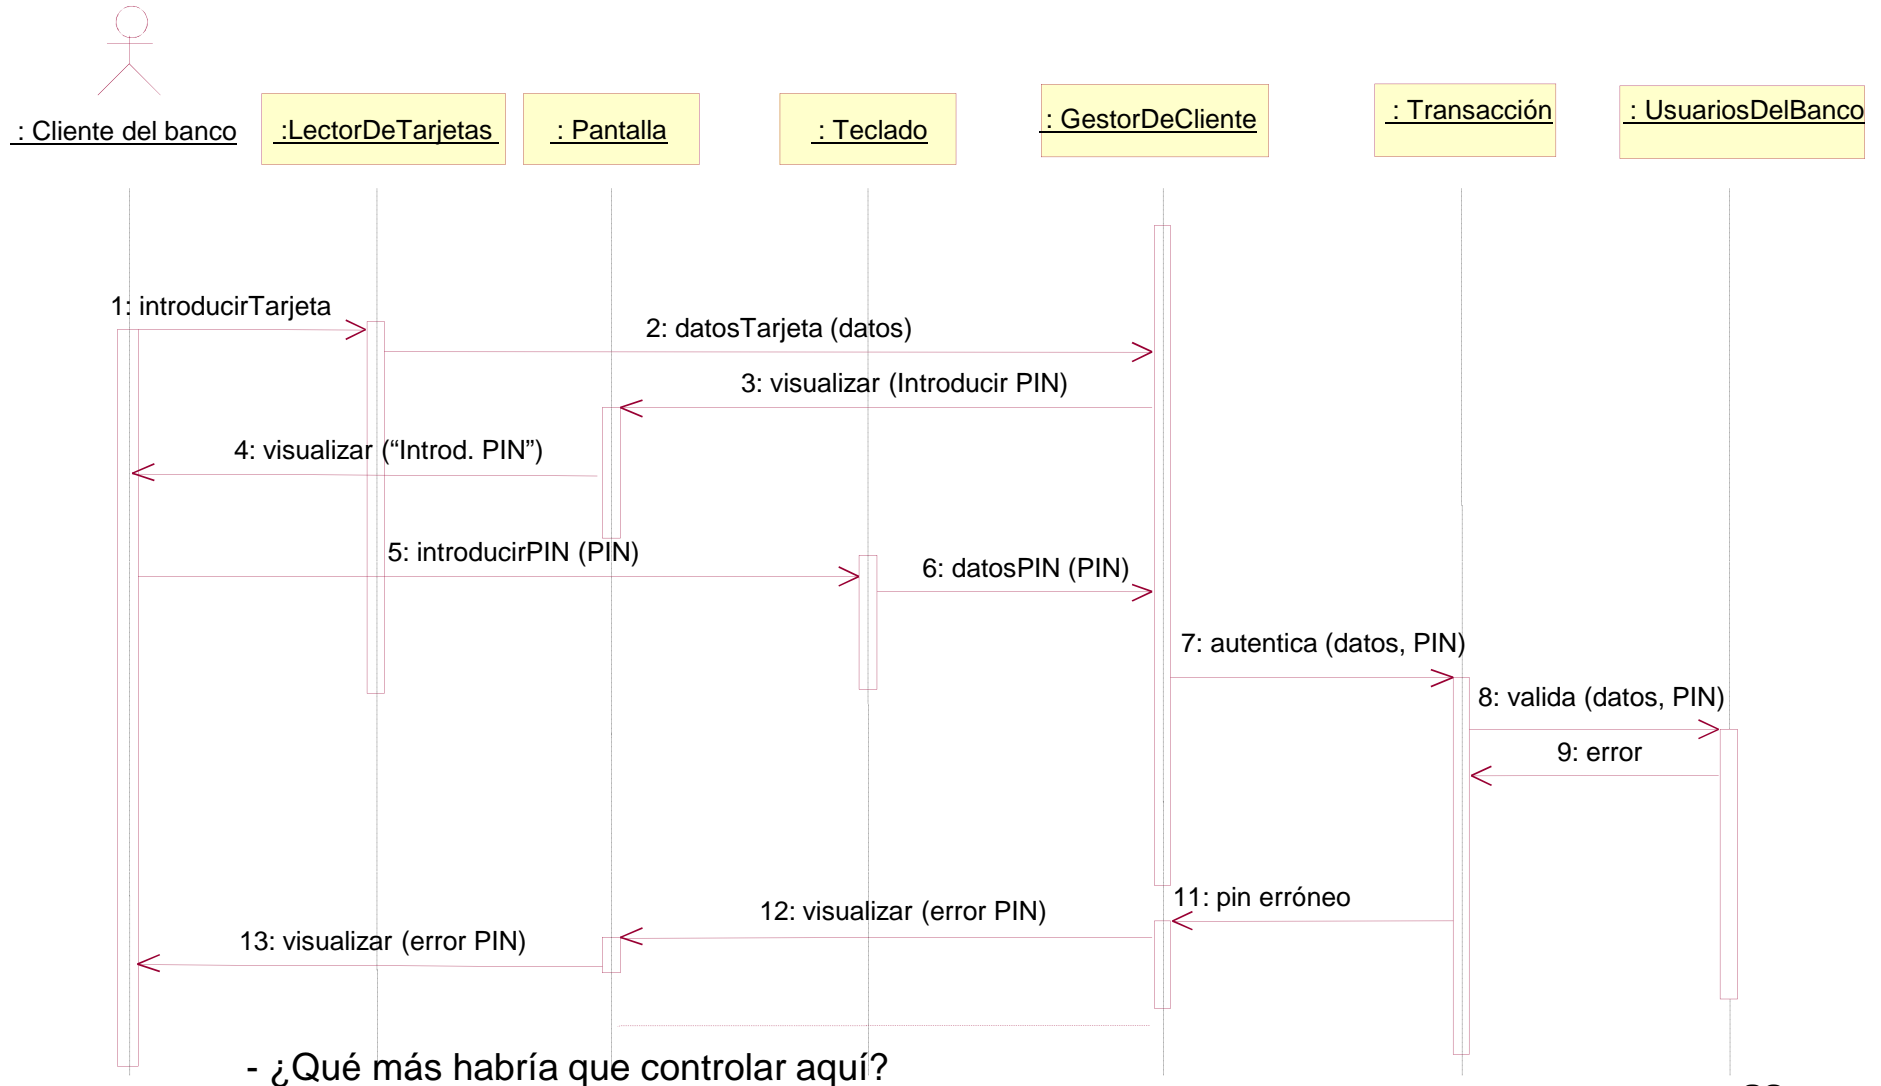 : Cliente del banco
:LectorDeTarjetas
: Pantalla
: Teclado
: GestorDeCliente
: Transacción
: UsuariosDelBanco
1: introducirTarjeta
2: datosTarjeta (datos)
3: visualizar (Introducir PIN)
4: visualizar (“Introd. PIN”)
5: introducirPIN (PIN)
6: datosPIN (PIN)
7: autentica (datos, PIN)
8: valida (datos, PIN)
9: error
11: pin erróneo
12: visualizar (error PIN)
13: visualizar (error PIN)
- ¿Qué más habría que controlar aquí?